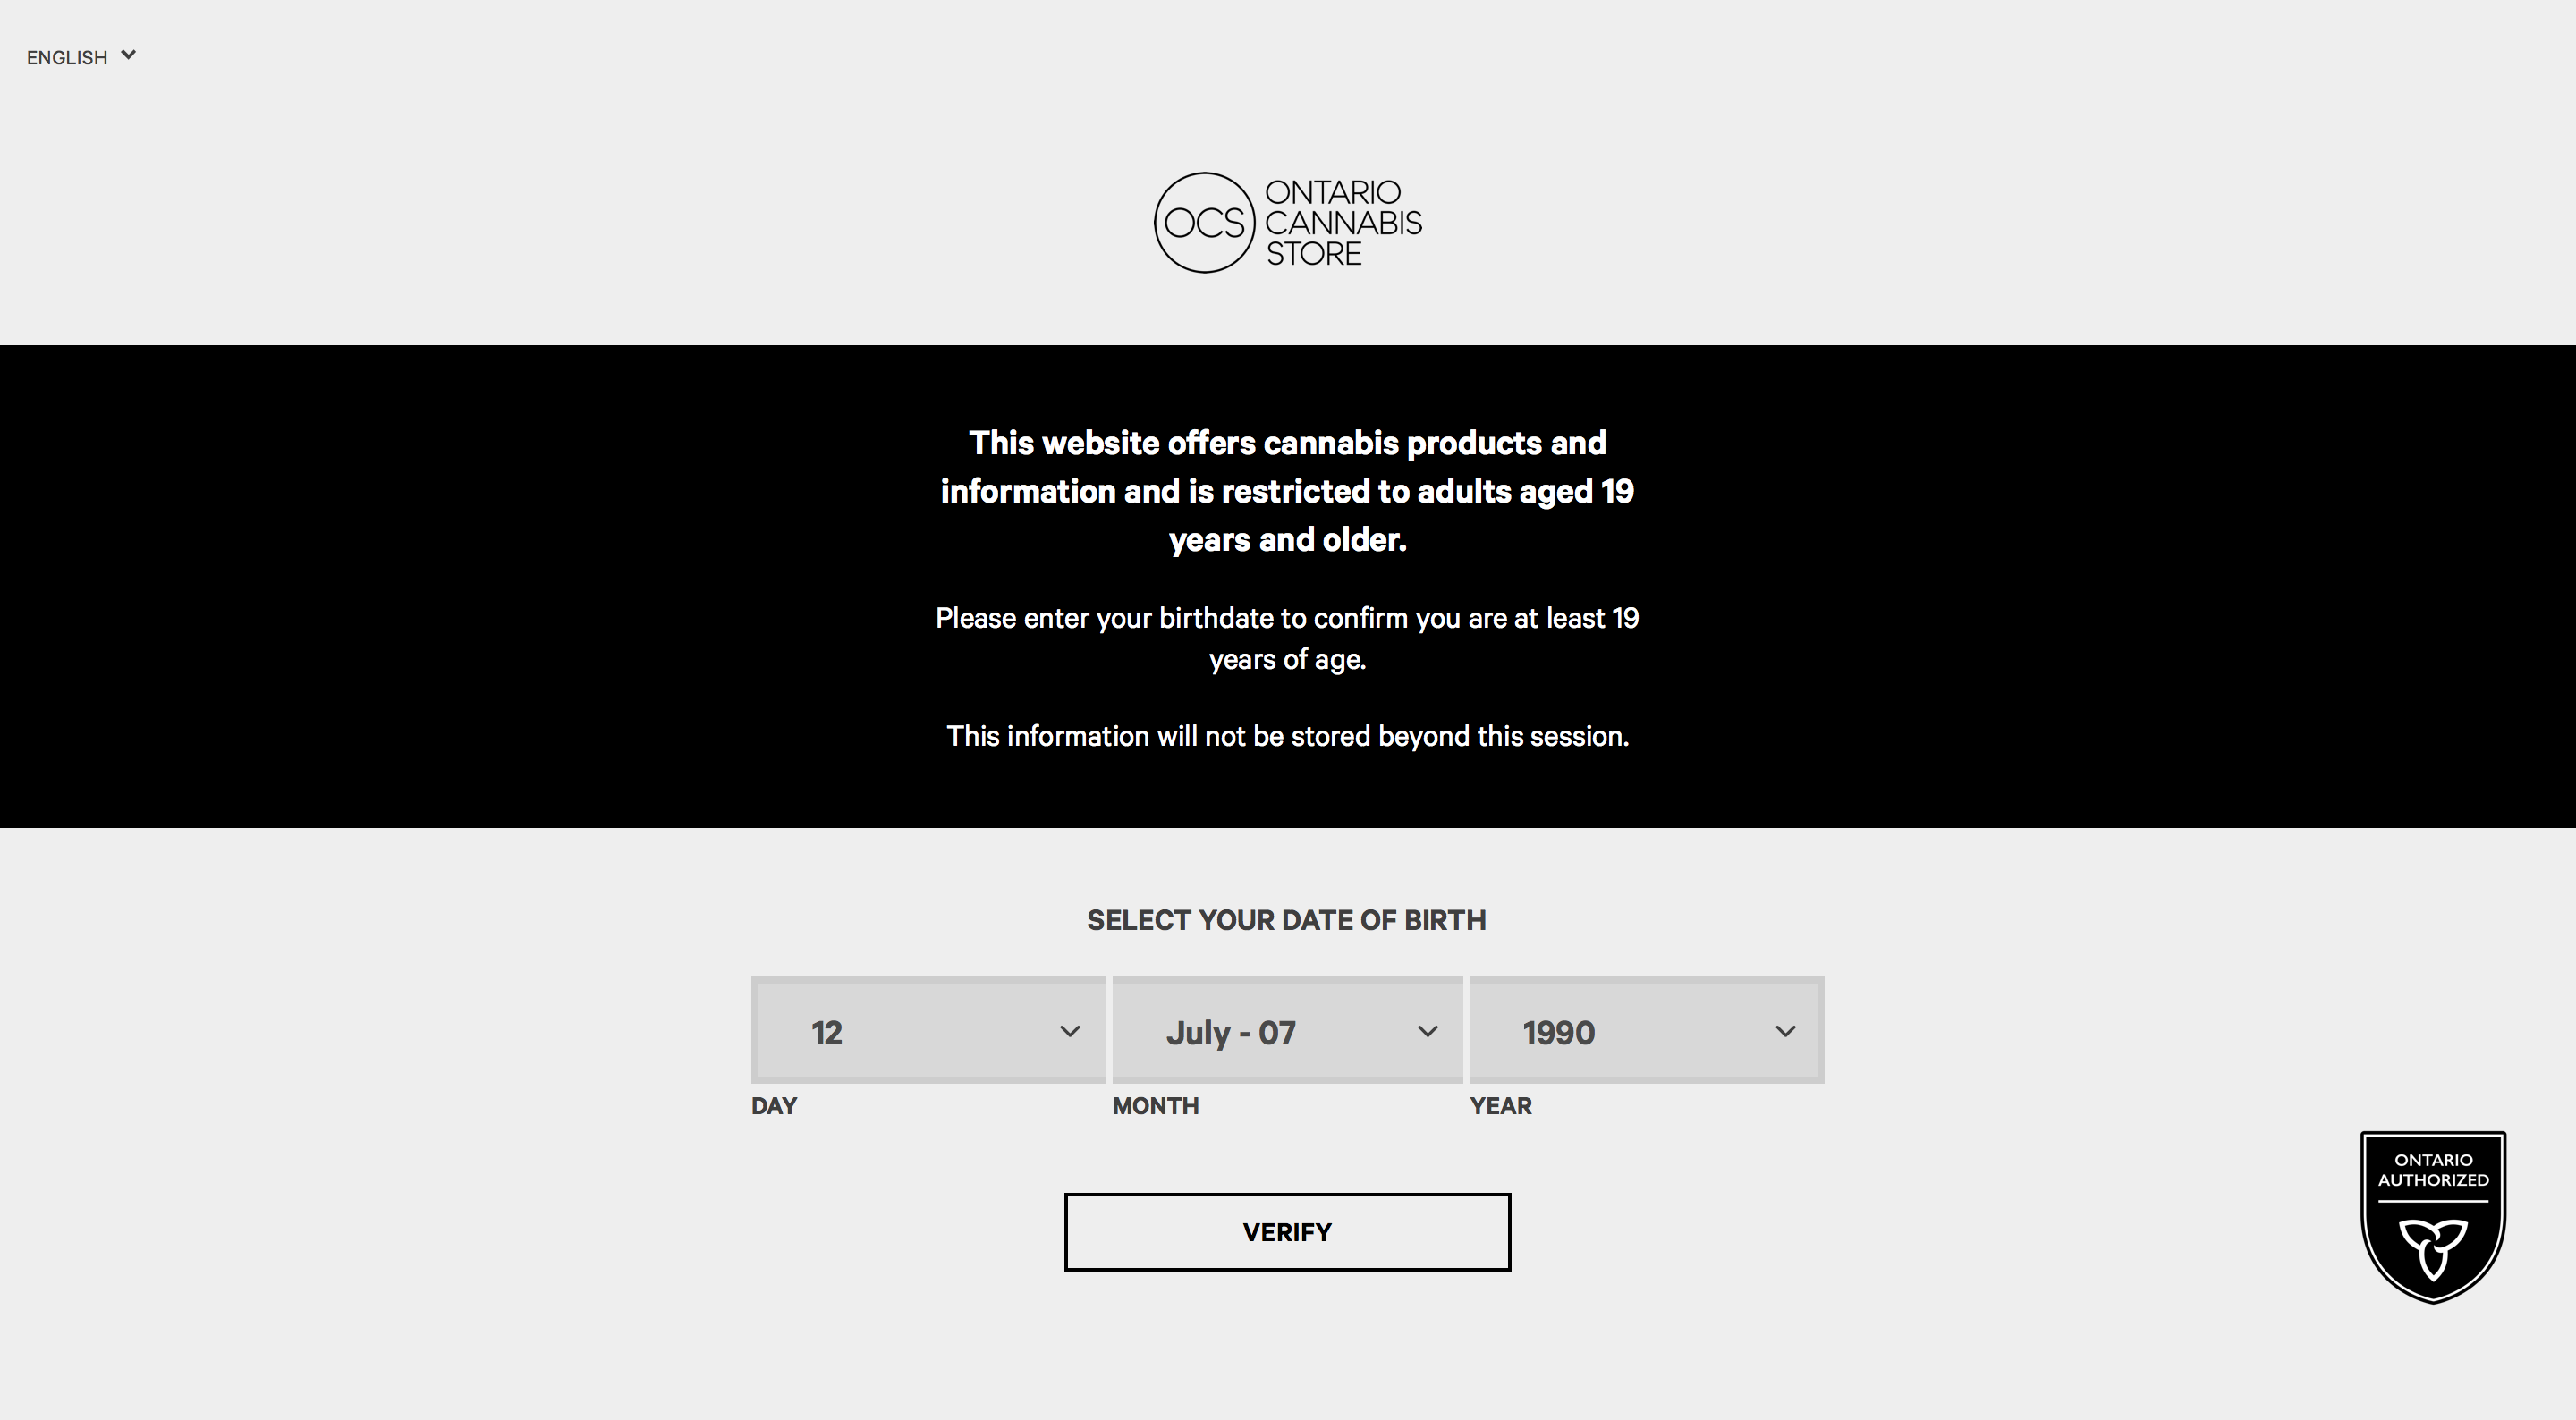 ENGLISH
OCS
ONTARIO
CANNABIS
STORE
This website offers cannabis products and
information and is restricted to adults aged 19
years and older.
Please enter your birthdate to confirm you are at least 19
years of age.
This information will not be stored beyond this session.
SELECT YOUR DATE OF BIRTH
12 July - 07 1990
DAY MONTH YEAR
VERIFY
ONTARIO
AUTHORIZED